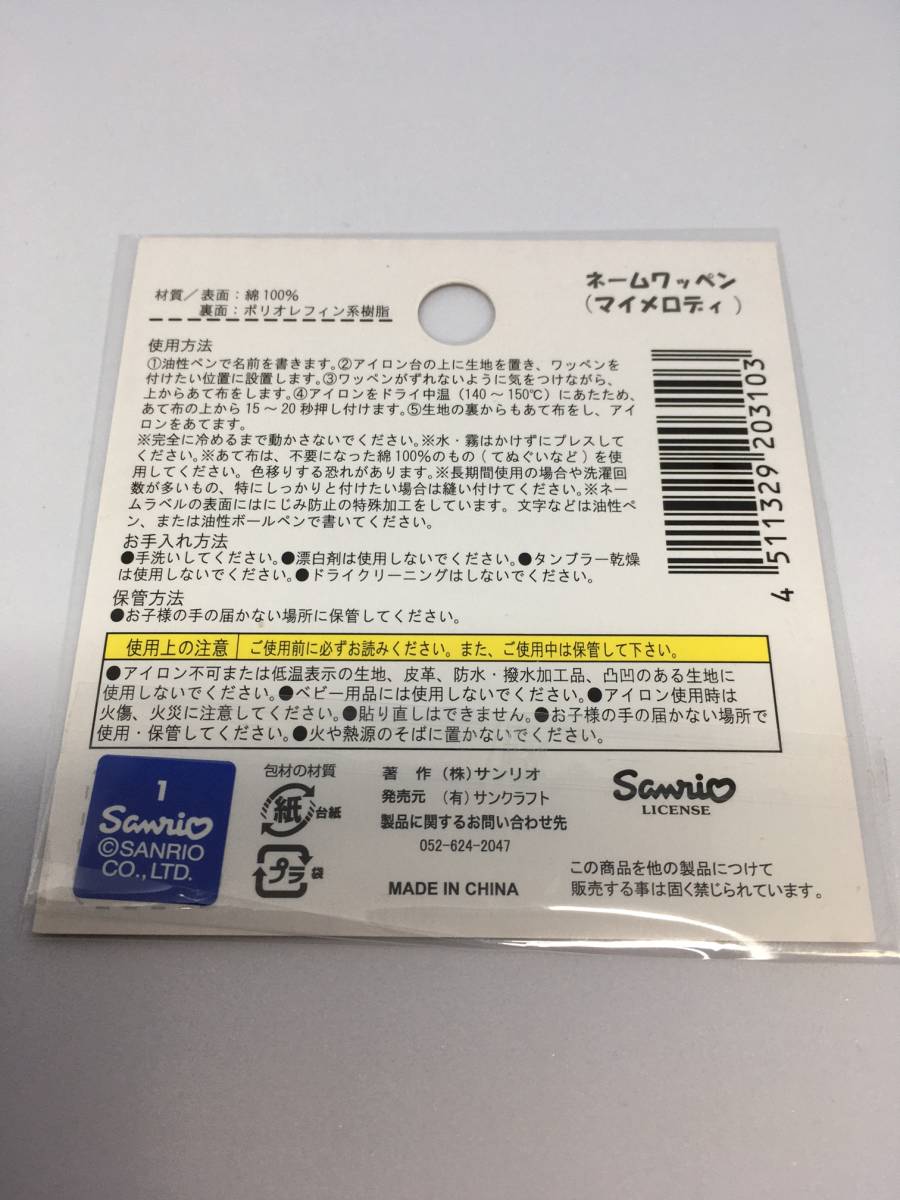 材質／表面：綿100%
裏面：ポリオレフィン系樹脂
ネームワッペン
（マイメロディ）
使用方法
①油性ペンで名前を書きます。②アイロン台の上に生地を置き、ワッペンを
付けたい位置に設置します。③ワッペンがずれないように気をつけながら、
上からあて布をします。④アイロンをドライ中温（140～150℃）にあたため、
あて布の上から15～20秒押し付けます。⑤生地の裏からもあて布をし、アイ
ロンをあてます。
※完全に冷めるまで動かさないでください。※水・霧はかけずにプレスして
ください。※あて布は、不要になった綿100%のもの（てぬぐいなど）を使
用してください。色移りする恐れがあります。※長期間使用の場合や洗濯回
数が多いもの、特にしっかりと付けたい場合は縫い付けてください。※ネー
ムラベルの表面にはにじみ防止の特殊加工をしています。文字などは油性ペ
ン、または油性ボールペンで書いてください。
お手入れ方法
●手洗いしてください。●漂白剤は使用しないでください。●タンブラー乾燥
は使用しないでください。●ドライクリーニングはしないでください。
保管方法
●お子様の手の届かない場所に保管してください。
4 511329 203103
使用上の注意 ご使用前に必ずお読みください。また、ご使用中は保管して下さい。
●アイロン不可または低温表示の生地、皮革、防水・撥水加工品、凸凹のある生地に
使用しないでください。●ベビー用品には使用しないでください。●アイロン使用時は
火傷、火災に注意してください。●貼り直しはできません。●お子様の手の届かない場所で
使用・保管してください。●火や熱源のそばに置かないでください。
1
Sanrio
©SANRIO
CO., LTD.
包材の材質
紙 台紙
プラ 袋
著 作（株）サンリオ
発売元（有）サンクラフト
製品に関するお問い合わせ先
052-624-2047
MADE IN CHINA
Sanrio
LICENSE
この商品を他の製品につけて
販売する事は固く禁じられています。